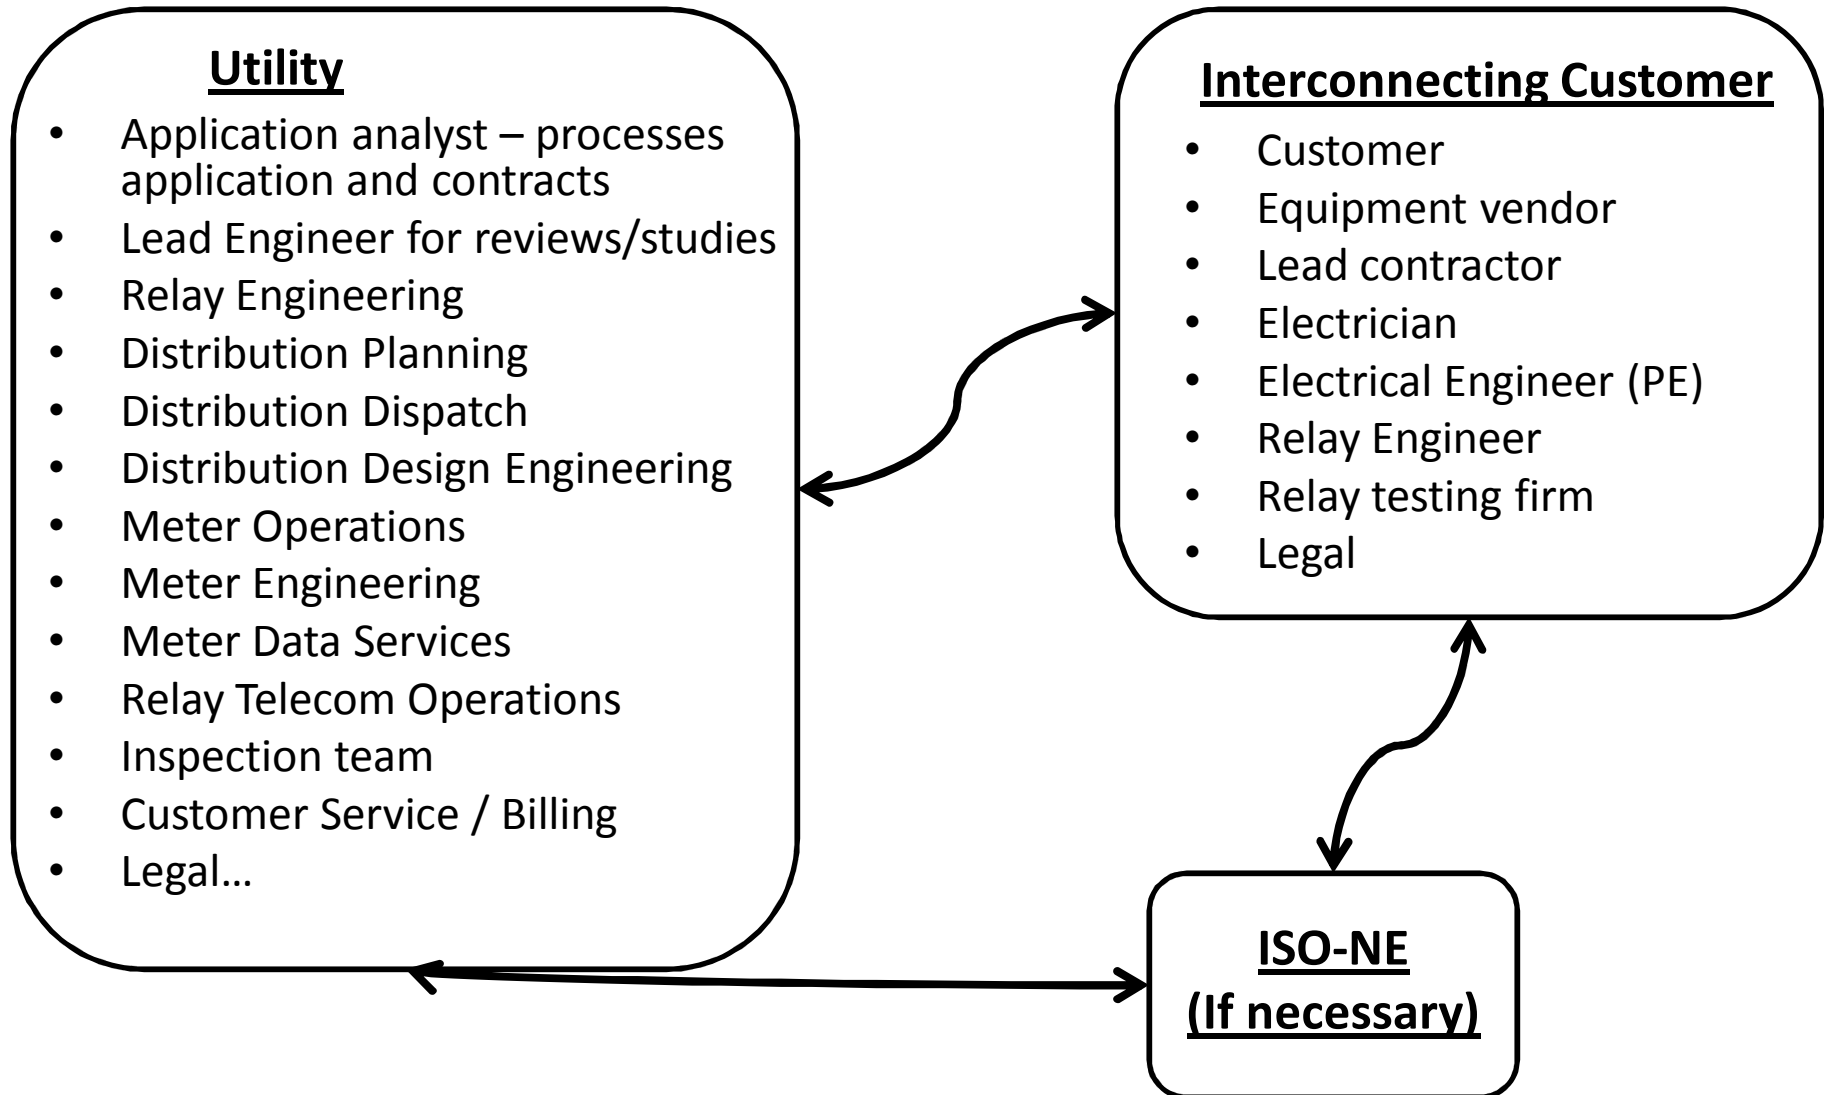 Utility
• Application analyst – processes
application and contracts
• Lead Engineer for reviews/studies
• Relay Engineering
• Distribution Planning
• Distribution Dispatch
• Distribution Design Engineering
• Meter Operations
• Meter Engineering
• Meter Data Services
• Relay Telecom Operations
• Inspection team
• Customer Service / Billing
• Legal…
Interconnecting Customer
• Customer
• Equipment vendor
• Lead contractor
• Electrician
• Electrical Engineer (PE)
• Relay Engineer
• Relay testing firm
• Legal
ISO-NE
(If necessary)